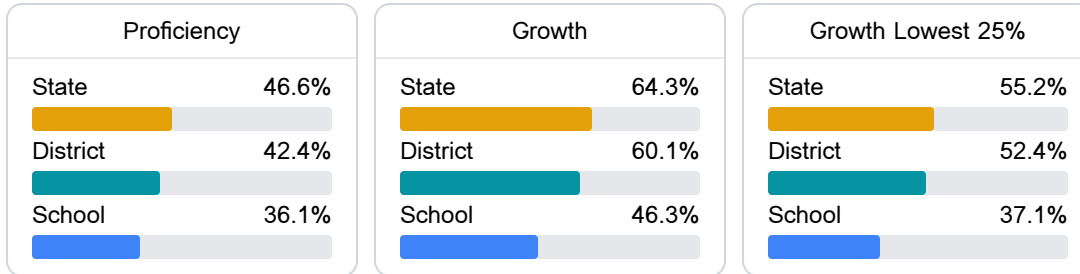 Proficiency
State 46.6%
District 42.4%
School 36.1%
Growth
State 64.3%
District 60.1%
School 46.3%
Growth Lowest 25%
State 55.2%
District 52.4%
School 37.1%